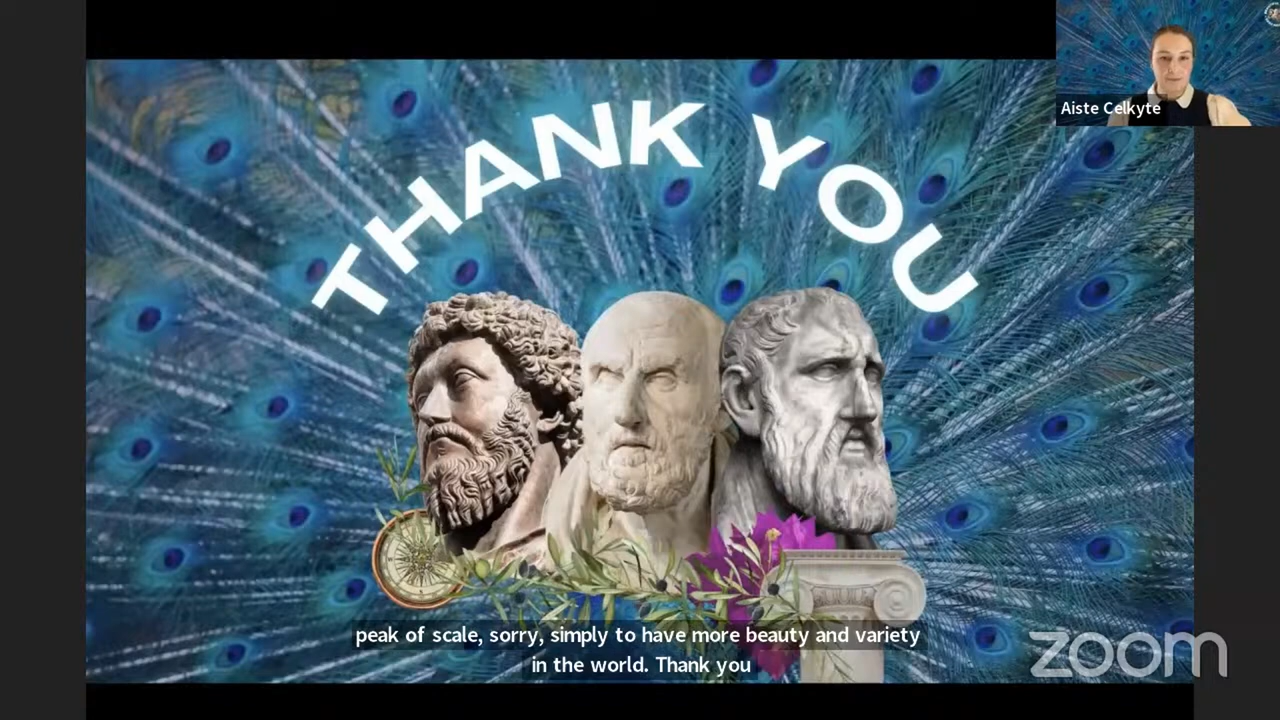 Aiste Celkyte
THANK YOU
peak of scale, sorry, simply to have more beauty and variety
in the world. Thank you
zoom